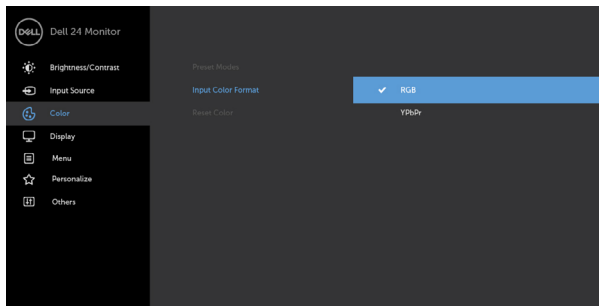 DELL Dell 24 Monitor
Brightness/Contrast
Preset Modes
Input Source
Input Color Format
RGB
Color
Reset Color
YPbPr
Display
Menu
Personalize
Others